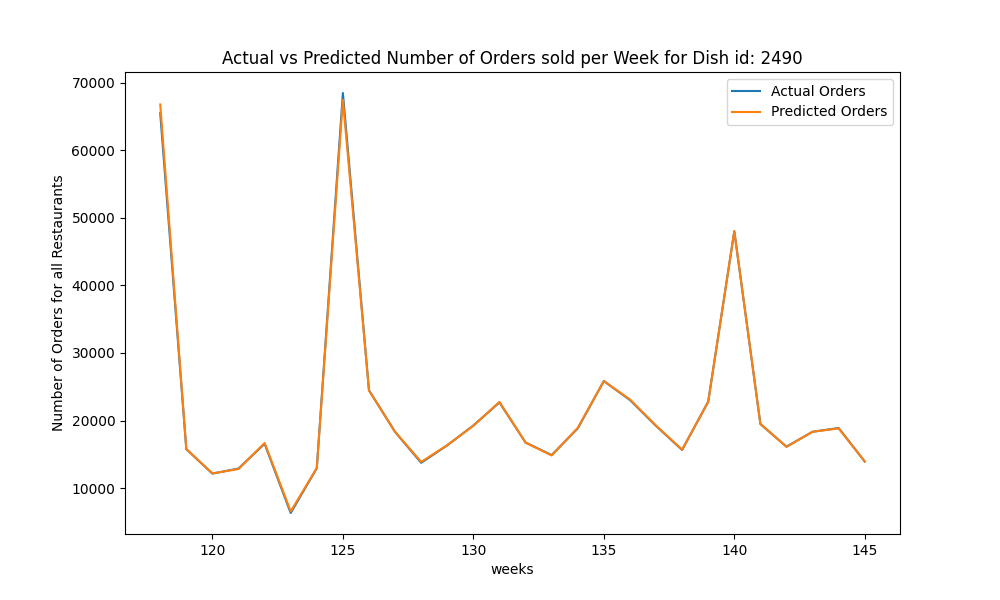 Actual vs Predicted Number of Orders sold per Week for Dish id: 2490
Actual Orders
Predicted Orders
Number of Orders for all Restaurants
70000
60000
50000
40000
30000
20000
10000
120 125 130 135 140 145
weeks